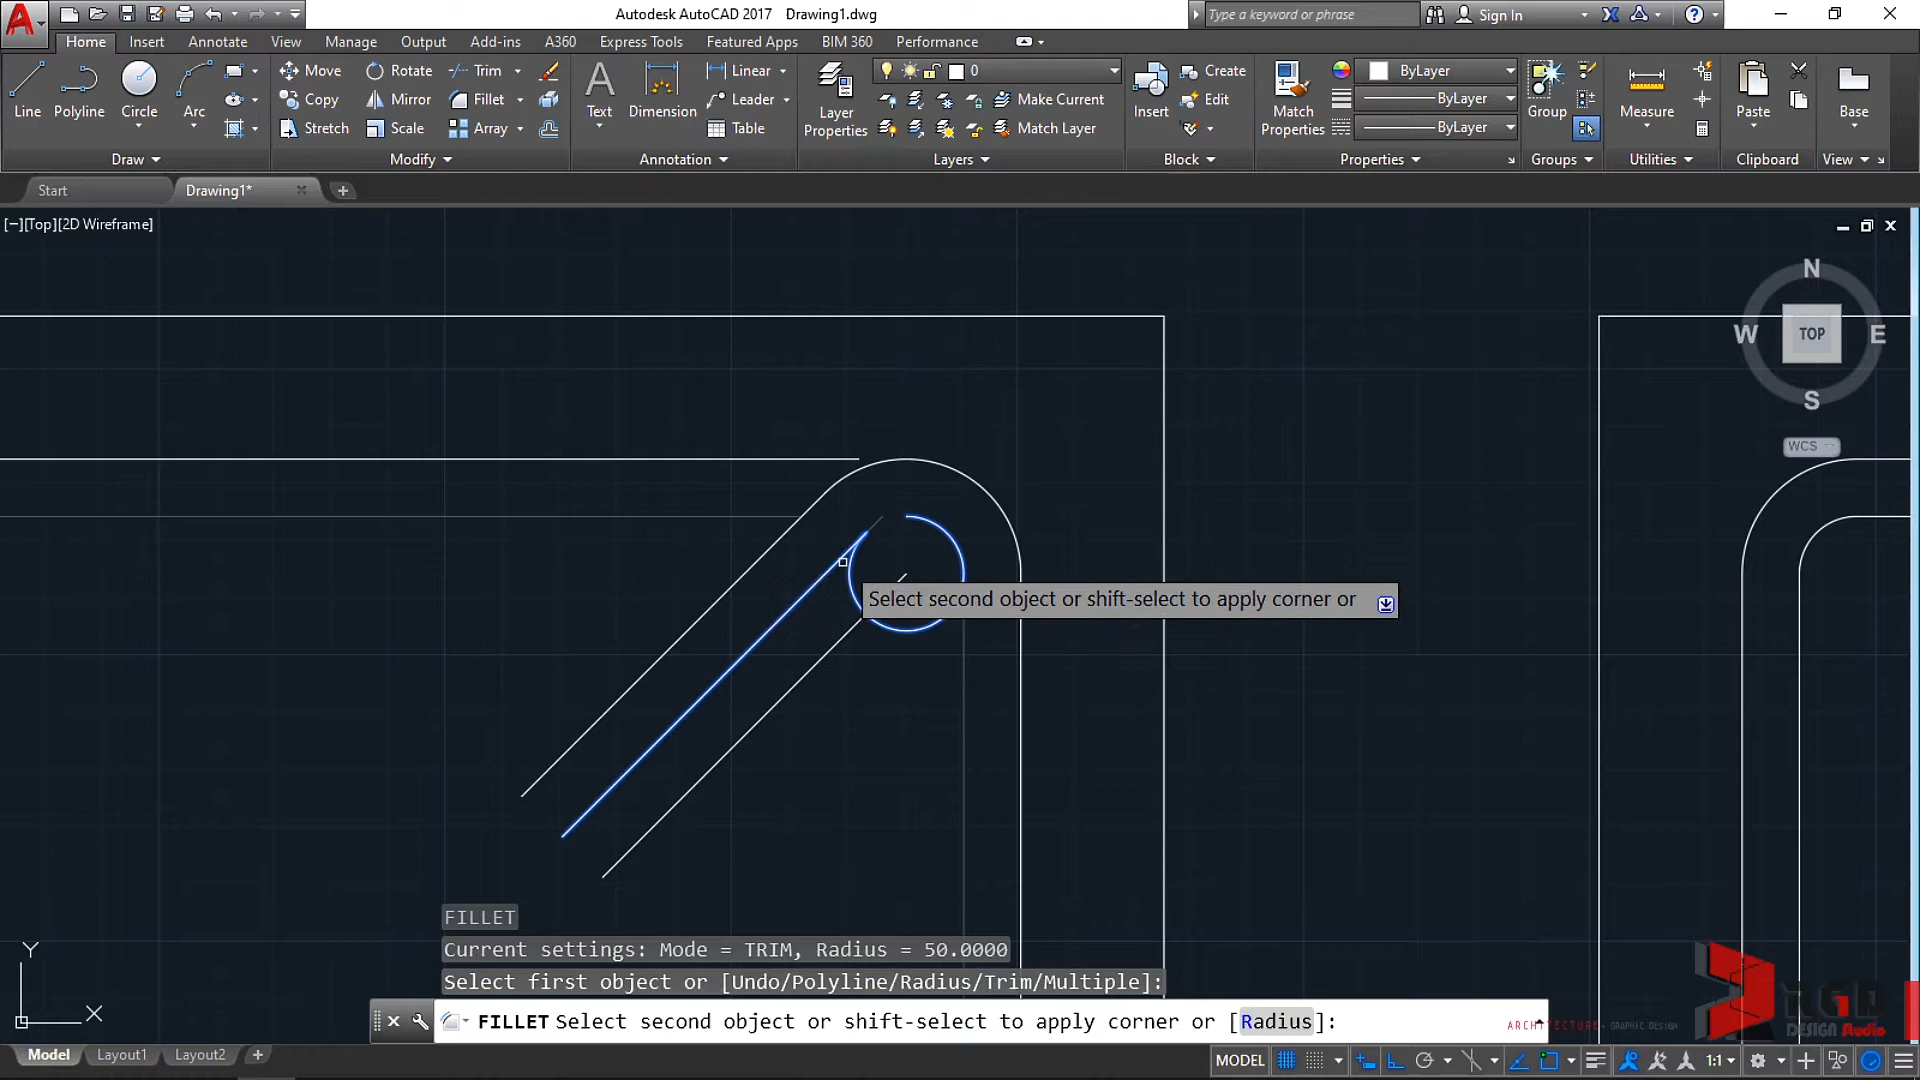 Autodesk AutoCAD 2017 Drawing1.dwg
Type a keyword or phrase
Sign In
Home Insert Annotate View Manage Output Add-ins A360 Express Tools Featured Apps BIM 360 Performance
Line Polyline Circle Arc
Move Rotate Trim
Copy Mirror Fillet
Stretch Scale Array
Text Dimension
Linear
Leader
Table
Layer Properties
0
Make Current
Match Layer
Insert
Create
Edit
Match Properties
ByLayer
ByLayer
ByLayer
Group
Measure
Paste
Base
Draw Modify Annotation Layers Block Properties Groups Utilities Clipboard View
Start Drawing1*
[−][Top][2D Wireframe]
N
W TOP E
S
WCS
Select second object or shift-select to apply corner or
FILLET
Current settings: Mode = TRIM, Radius = 50.0000
Select first object or [Undo/Polyline/Radius/Trim/Multiple]:
FILLET Select second object or shift-select to apply corner or [Radius]:
Y
X
RGD
DESIGN Studio
ARCHITECTURE + GRAPHIC DESIGN
Model Layout1 Layout2
MODEL
1:1